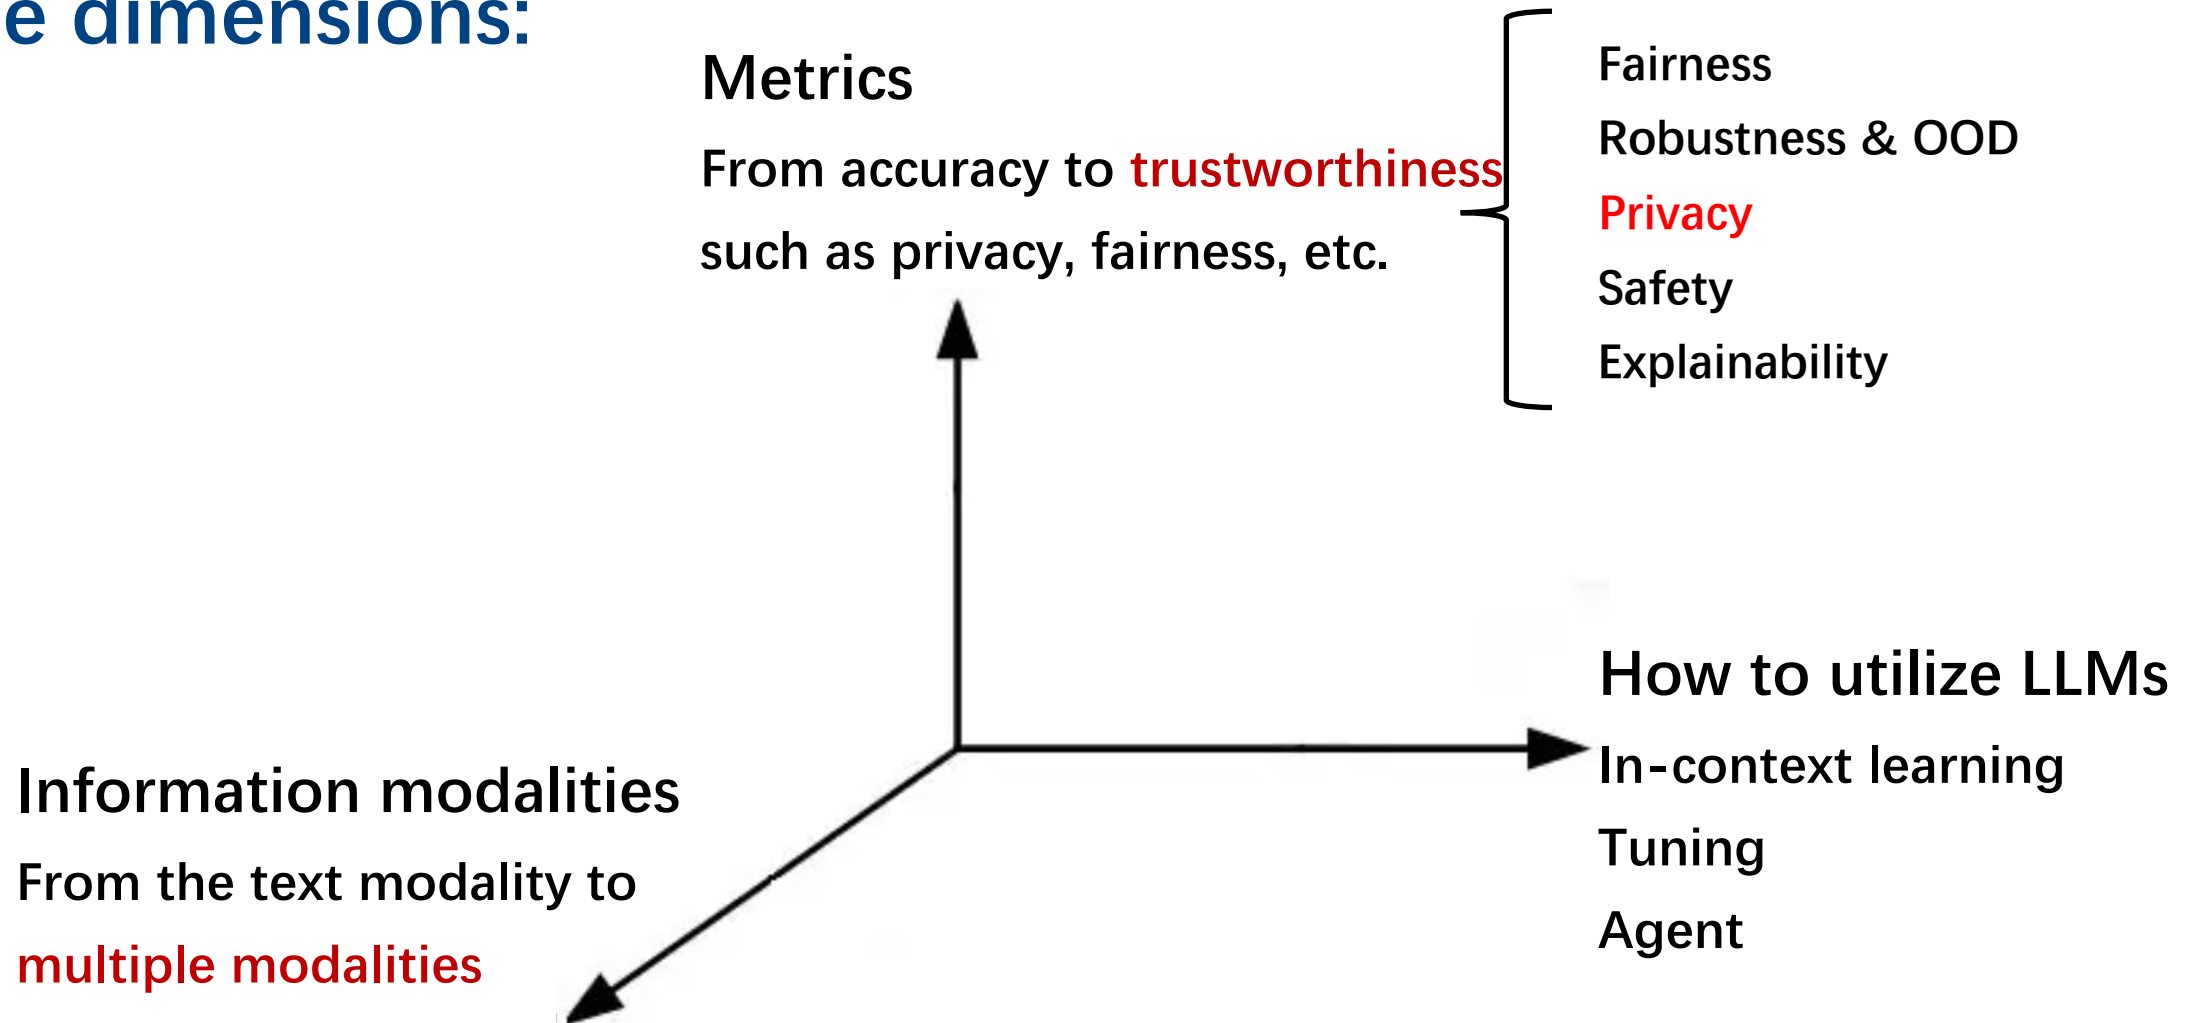 e dimensions:
Metrics
From accuracy to trustworthiness
such as privacy, fairness, etc.
Fairness
Robustness & OOD
Privacy
Safety
Explainability
How to utilize LLMs
In-context learning
Tuning
Agent
Information modalities
From the text modality to
multiple modalities